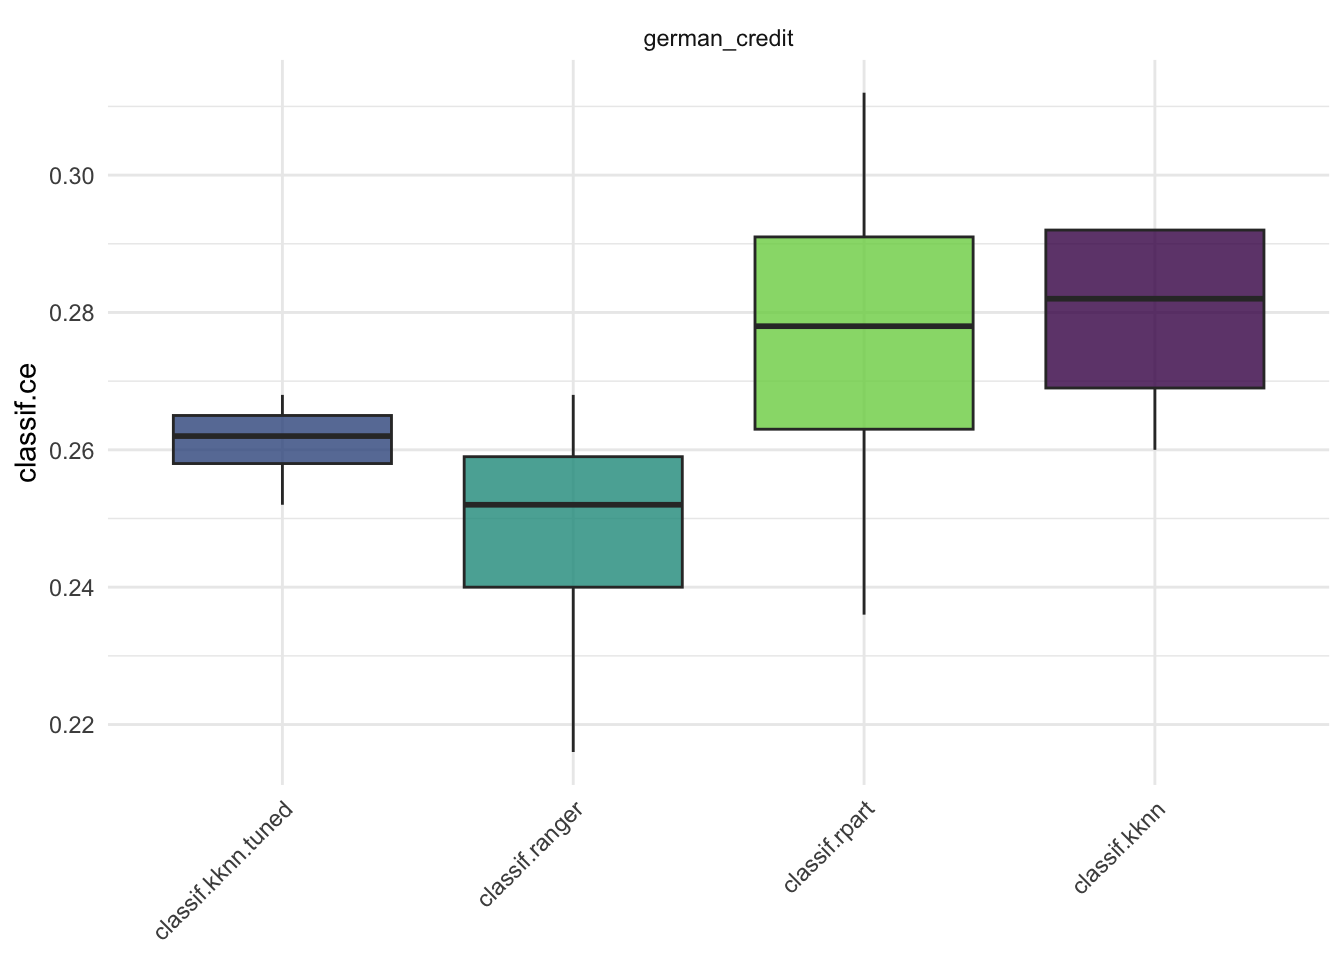 german_credit
classif.ce
0.30
0.28
0.26
0.24
0.22
classif.kknn.tuned
classif.ranger
classif.rpart
classif.kknn